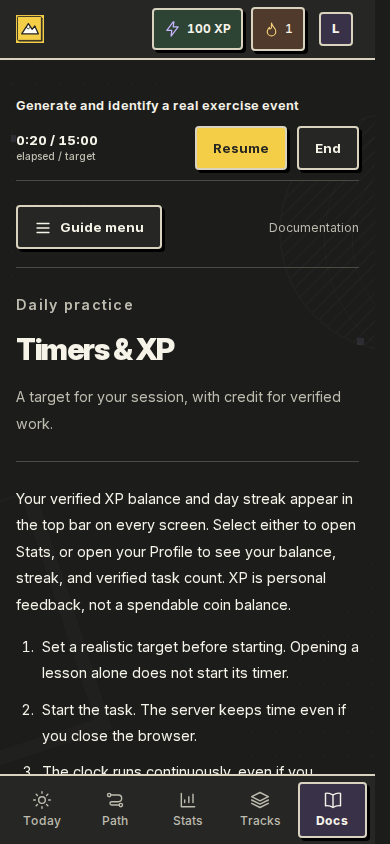 100 XP
1
L
Generate and identify a real exercise event
0:20 / 15:00
elapsed / target
Resume
End
Guide menu
Documentation
Daily practice
Timers & XP
A target for your session, with credit for verified
work.
Your verified XP balance and day streak appear in
the top bar on every screen. Select either to open
Stats, or open your Profile to see your balance,
streak, and verified task count. XP is personal
feedback, not a spendable coin balance.
1. Set a realistic target before starting. Opening a
lesson alone does not start its timer.
2. Start the task. The server keeps time even if
you close the browser.
3. The clock runs continuously, even if you
Today
Path
Stats
Tracks
Docs